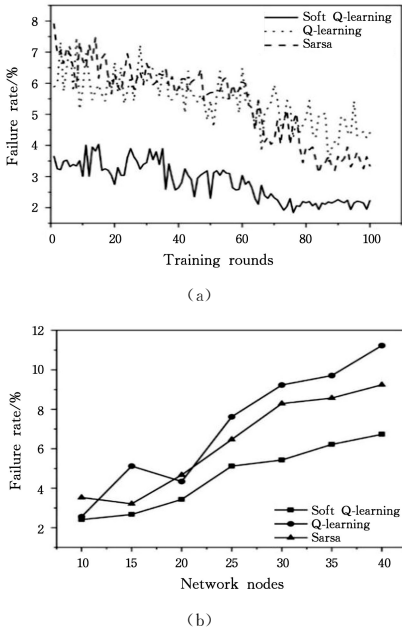 Soft Q-learning
Q-learning
Sarsa
Failure rate/%
8
7
6
5
4
3
2
0 20 40 60 80 100
Training rounds
(a)
12
10
8
6
4
2
Failure rate/%
Soft Q-learning
Q-learning
Sarsa
10 15 20 25 30 35 40
Network nodes
(b)